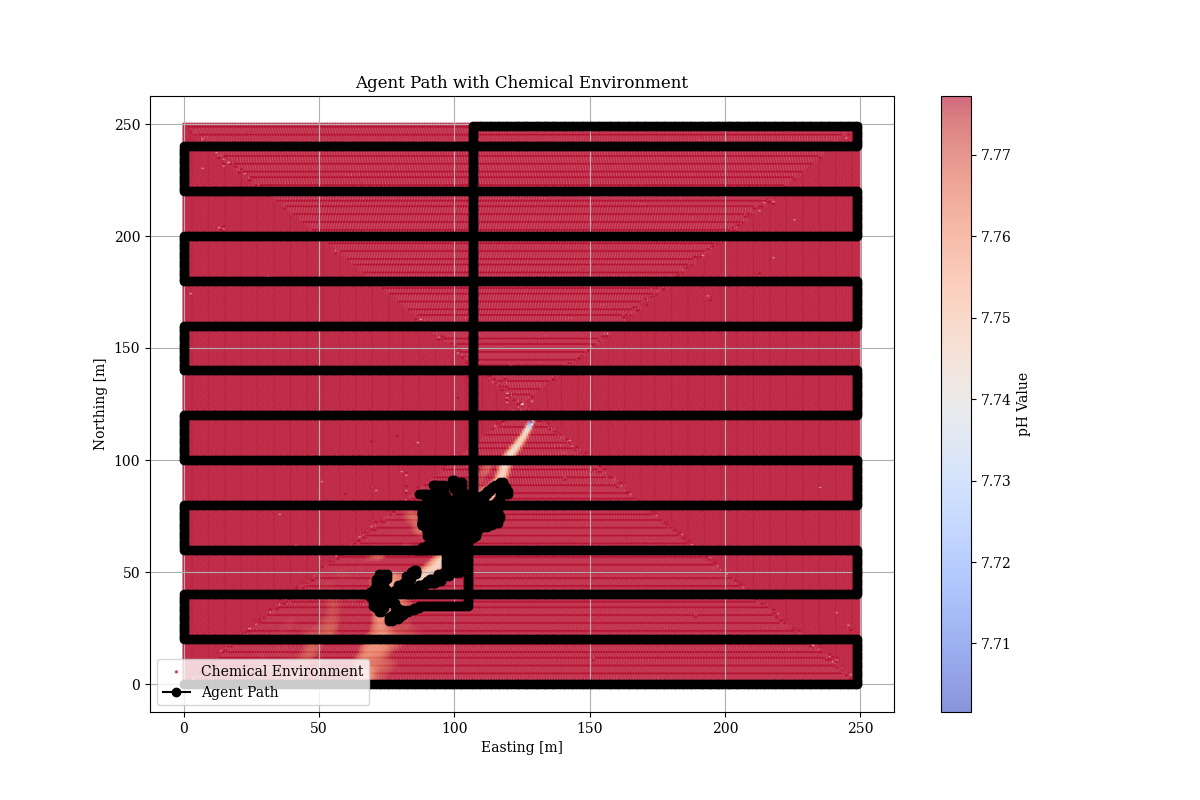 Agent Path with Chemical Environment
Northing [m]
250
200
150
100
50
0
Chemical Environment
Agent Path
0 50 100 150 200 250
Easting [m]
7.77
7.76
7.75
7.74
7.73
7.72
7.71
pH Value